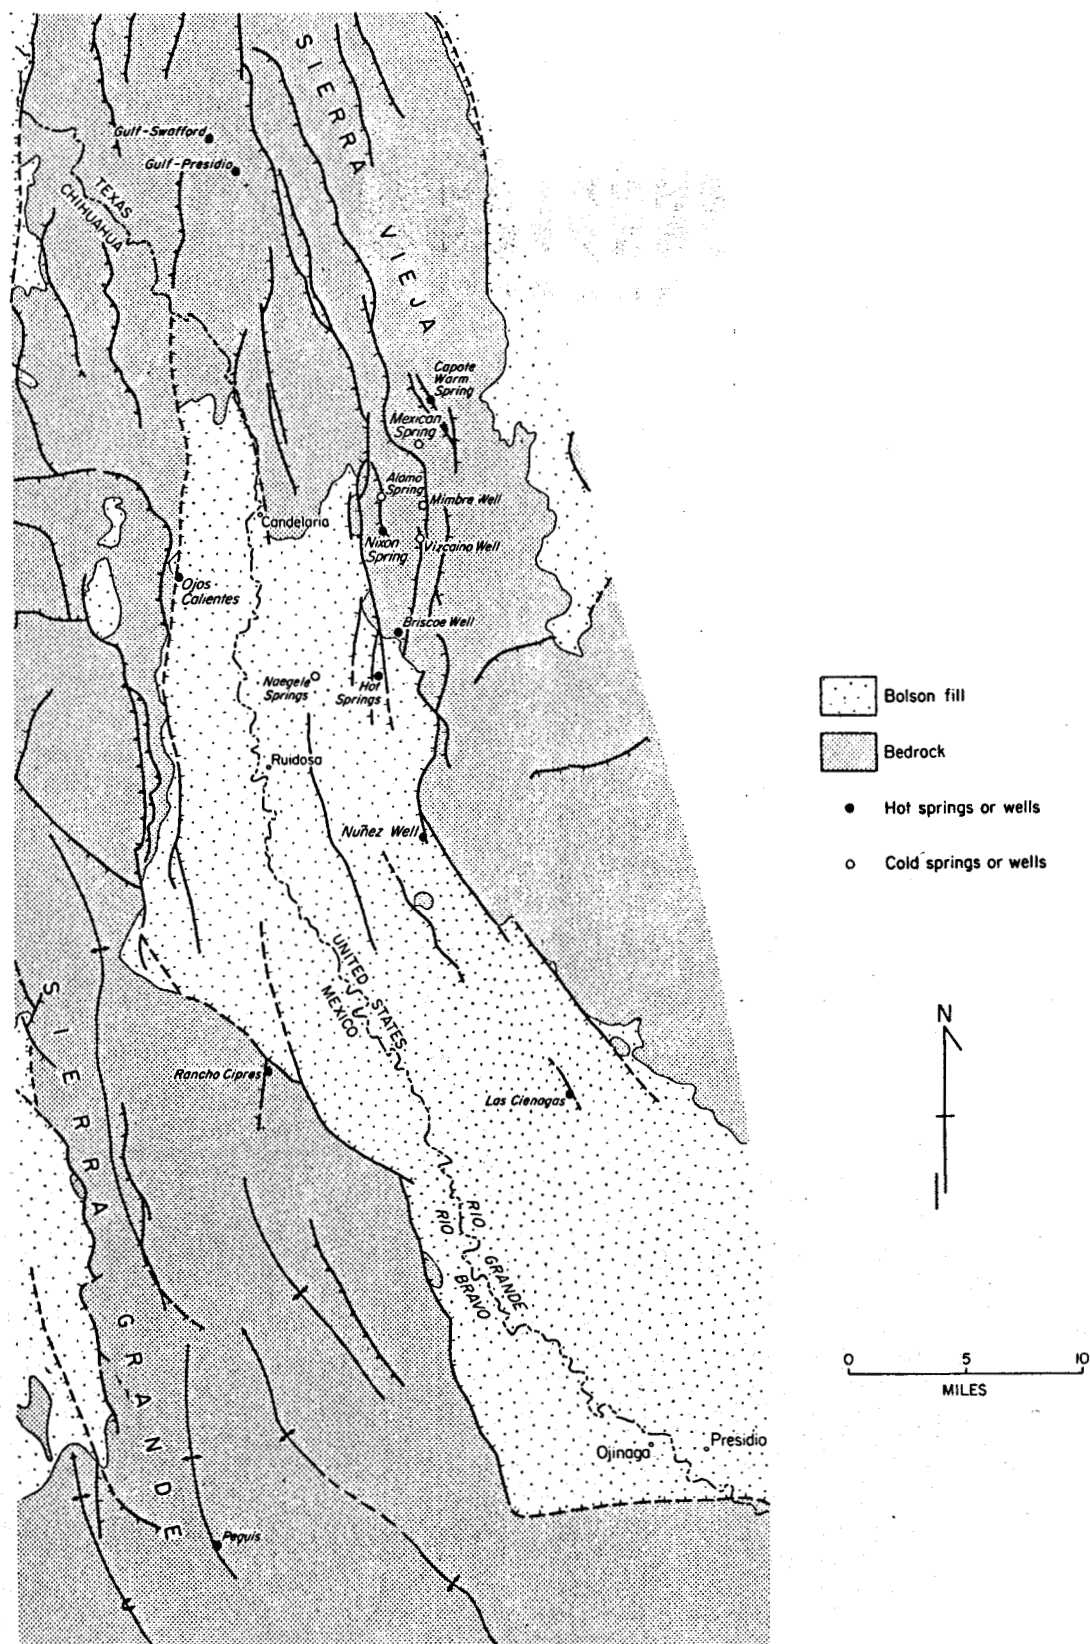 SIERRA VIEJA
Gulf-Swafford
Gulf-Presidio
TEXAS
CHIHUAHUA
Capote
Warm
Spring
Mexican
Spring
Alamo
Spring
Mimbre Well
Candelaria
Nixon
Spring
Vizcaino Well
Ojos
Calientes
Briscoe Well
Naegele
Springs
Hot
Springs
Ruidosa
Nuñez Well
UNITED STATES
MEXICO
SIERRA GRANDE
Rancho Cipres
Las Cienagas
RIO GRANDE
RIO BRAVO
Ojinaga
Presidio
Peguis
Bolson fill
Bedrock
Hot springs or wells
Cold springs or wells
N
0 5 10
MILES